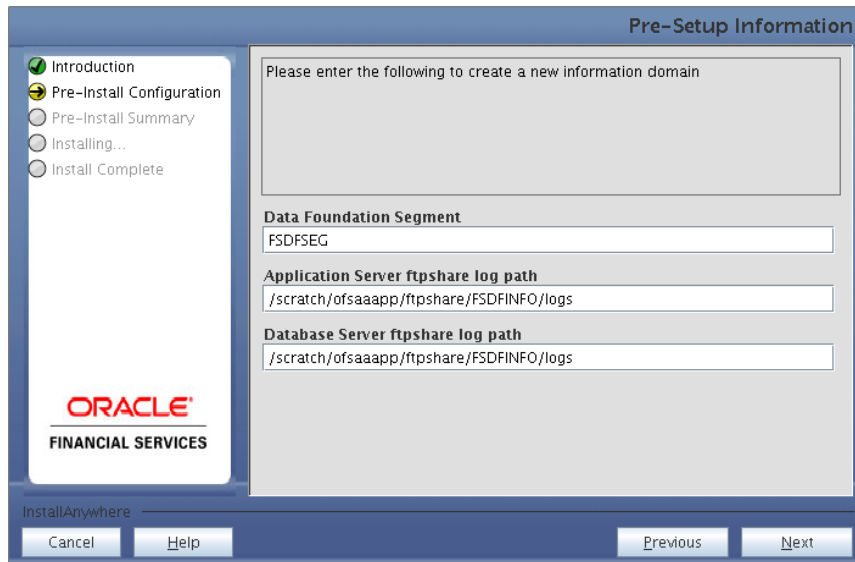 Pre-Setup Information
Introduction
Pre-Install Configuration
Pre-Install Summary
Installing...
Install Complete
ORACLE
FINANCIAL SERVICES
Please enter the following to create a new information domain
Data Foundation Segment
FSDFSEG
Application Server ftpshare log path
/scratch/ofsaaapp/ftpshare/FSDFINFO/logs
Database Server ftpshare log path
/scratch/ofsaaapp/ftpshare/FSDFINFO/logs
InstallAnywhere
Cancel
Help
Previous
Next